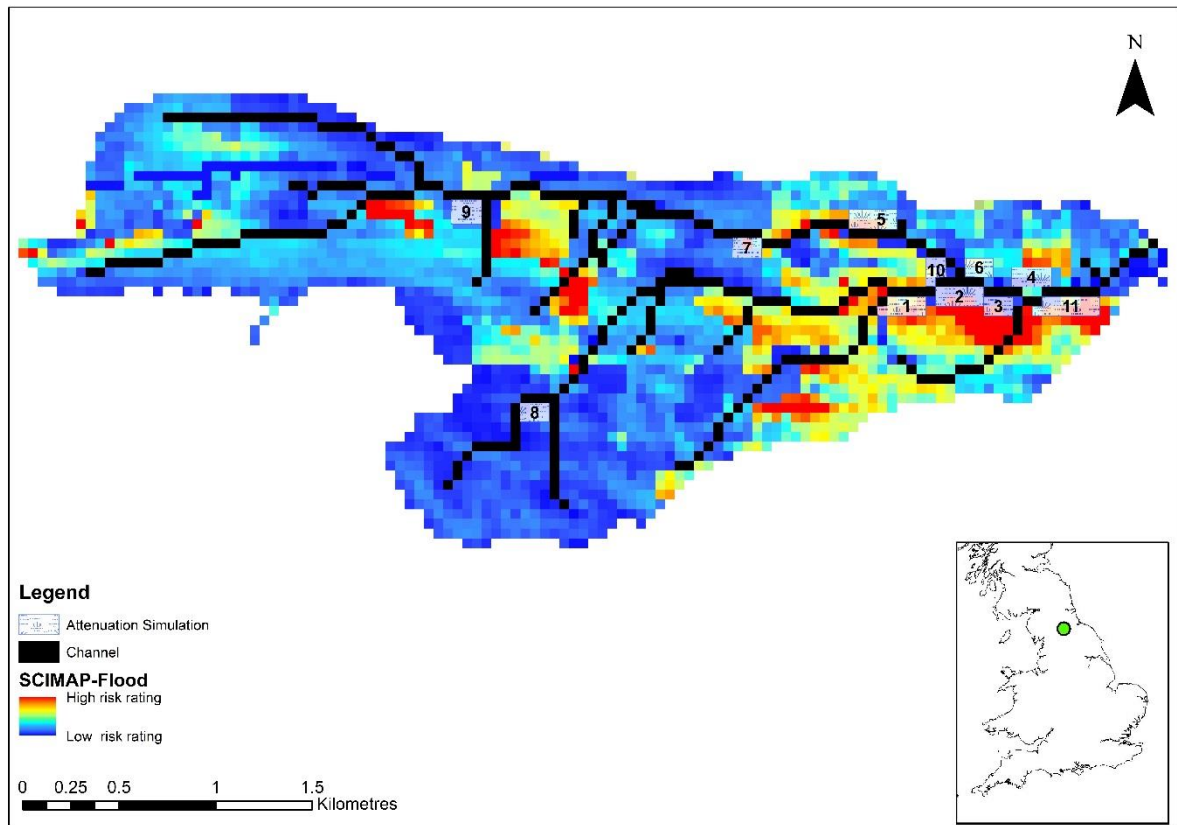 N
9
5
7
10
6
4
1
2
3
11
8
Legend
Attenuation Simulation
Channel
SCIMAP-Flood
High risk rating
Low risk rating
0 0.25 0.5 1 1.5
Kilometres